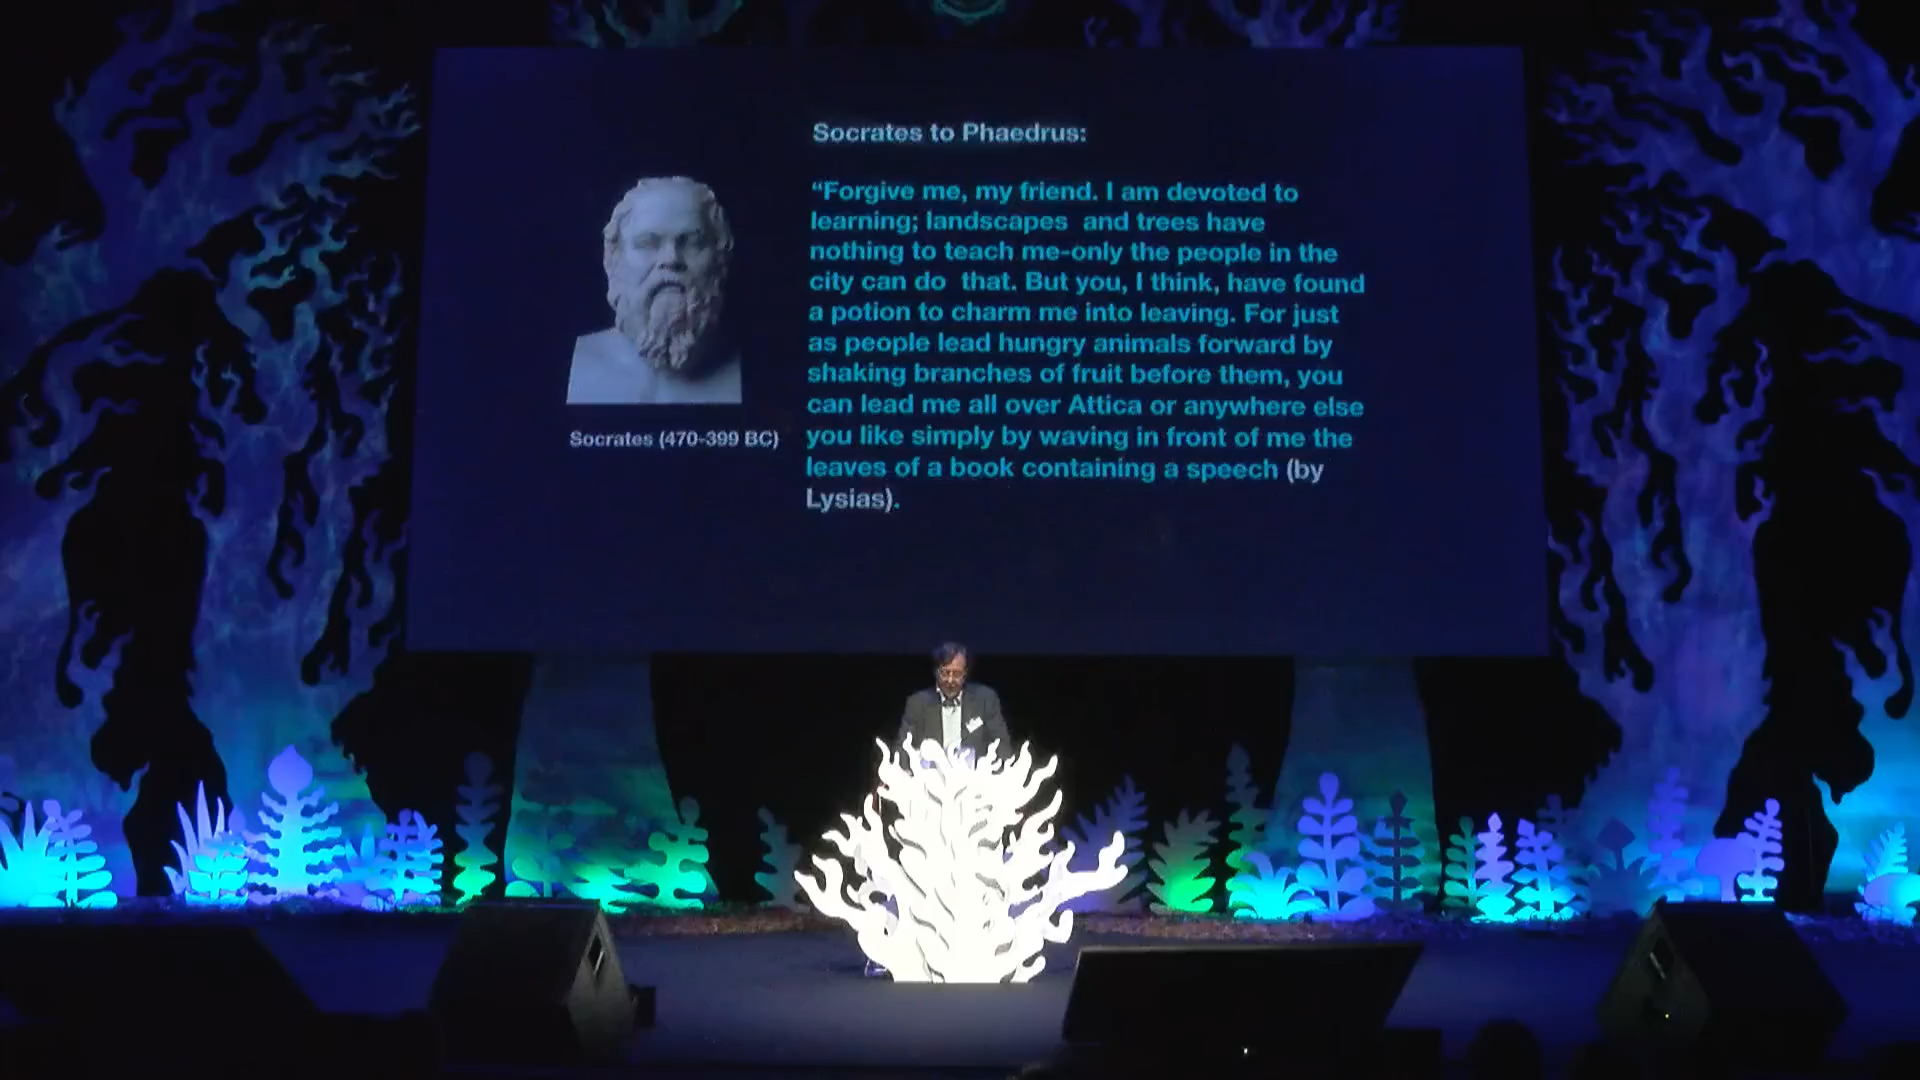 Socrates to Phaedrus:
“Forgive me, my friend. I am devoted to
learning; landscapes  and trees have
nothing to teach me-only the people in the
city can do  that. But you, I think, have found
a potion to charm me into leaving. For just
as people lead hungry animals forward by
shaking branches of fruit before them, you
can lead me all over Attica or anywhere else
you like simply by waving in front of me the
leaves of a book containing a speech (by
Lysias).
Socrates (470-399 BC)